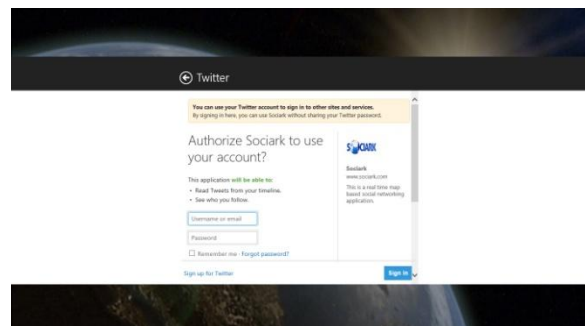 Twitter
You can use your Twitter account to sign in to other sites and services.
By signing in here, you can use Sociark without sharing your Twitter password.
Authorize Sociark to use
your account?
This application will be able to:
• Read Tweets from your timeline.
• See who you follow.
Username or email
Password
Remember me · Forgot password?
SOCIARK
Sociark
www.sociark.com
This is a real time map
based social networking
application.
Sign up for Twitter
Sign In